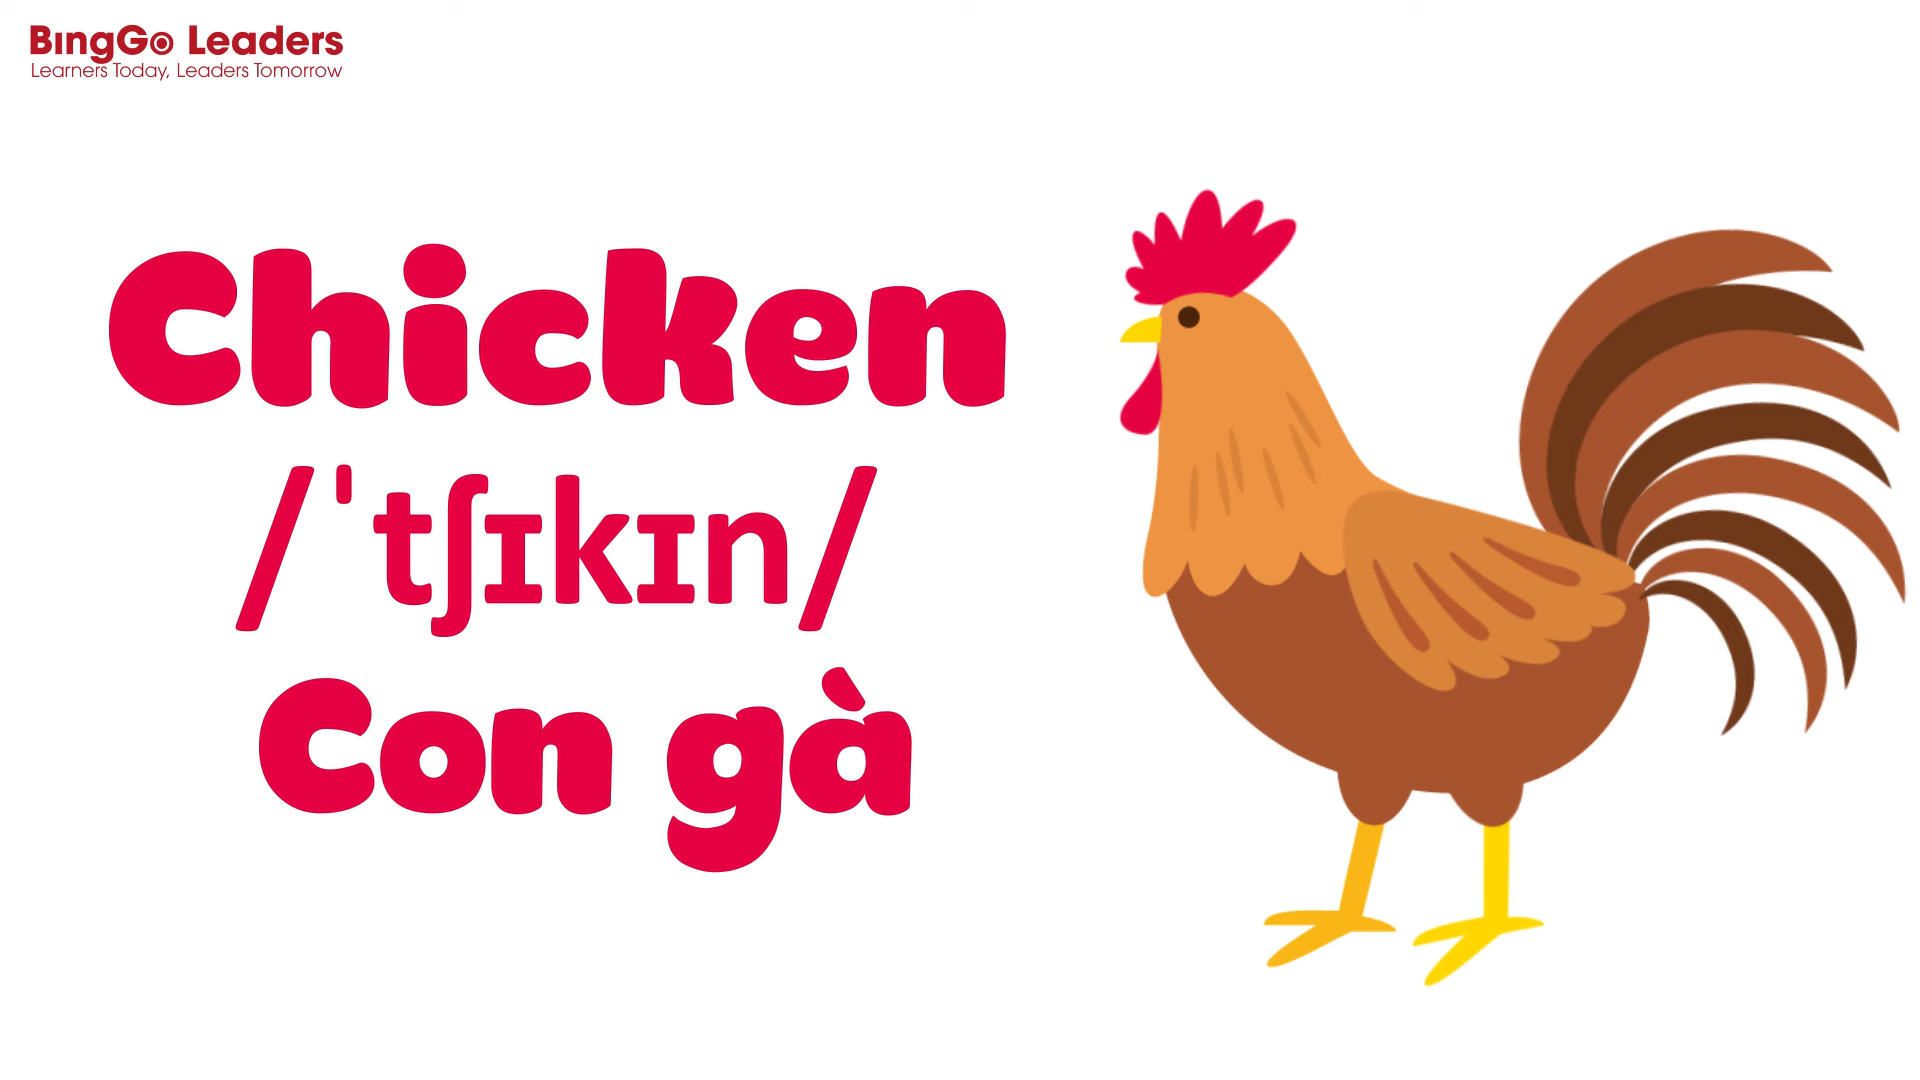 BingGo Leaders
Learners Today, Leaders Tomorrow
Chicken
/ˈtʃɪkɪn/
Con gà